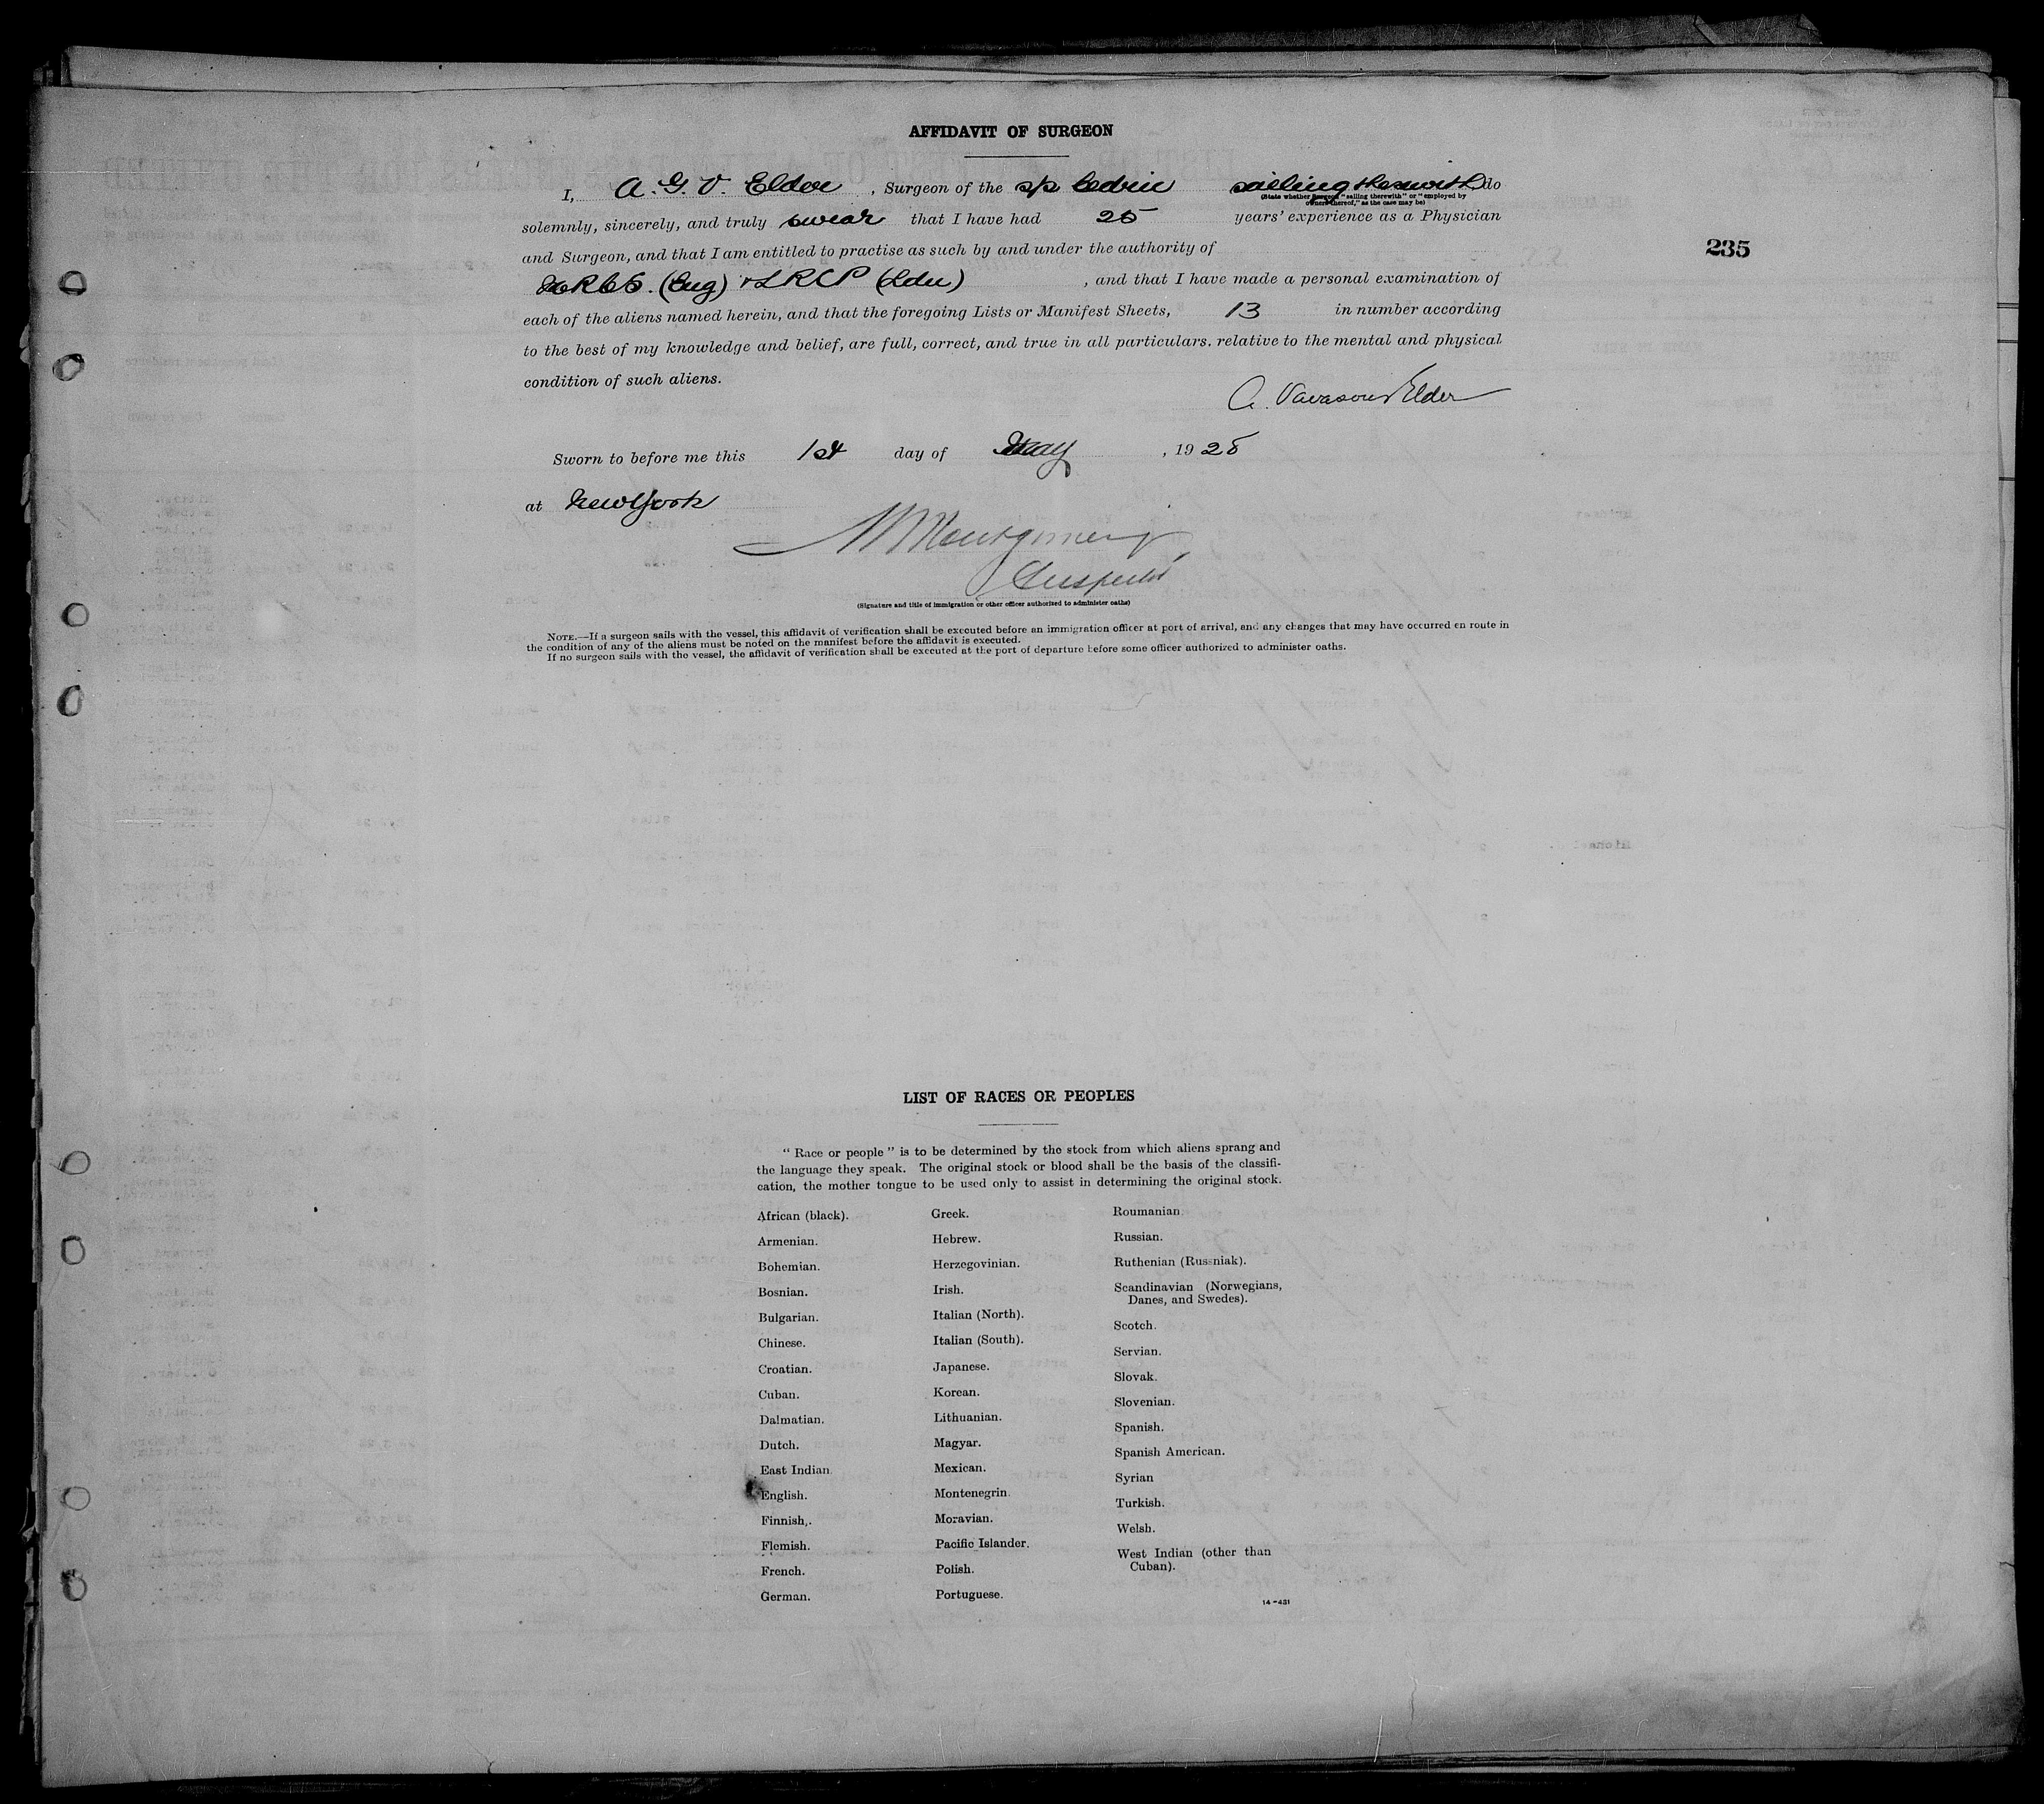 AFFIDAVIT OF SURGEON
I, A. G. V. Elder, Surgeon of the s/s Cedric sailing therewith do
(State whether Surgeon "sailing therewith" or "employed by
owners thereof," as the case may be)
solemnly, sincerely, and truly swear that I have had 25 years' experience as a Physician
and Surgeon, and that I am entitled to practise as such by and under the authority of
235
MRCS. (Eng) + LRCP (Ldn), and that I have made a personal examination of
each of the aliens named herein, and that the foregoing Lists or Manifest Sheets, 13 in number according
to the best of my knowledge and belief, are full, correct, and true in all particulars. relative to the mental and physical
condition of such aliens.
A. Vavasour Elder
Sworn to before me this 1st day of May, 1928
at New York
Montgomery
Inspector
(Signature and title of immigration or other officer authorized to administer oaths)
NOTE.—If a surgeon sails with the vessel, this affidavit of verification shall be executed before an immigration officer at port of arrival, and any changes that may have occurred en route in
the condition of any of the aliens must be noted on the manifest before the affidavit is executed.
If no surgeon sails with the vessel, the affidavit of verification shall be executed at the port of departure before some officer authorized to administer oaths.
LIST OF RACES OR PEOPLES
" Race or people " is to be determined by the stock from which aliens sprang and
the language they speak. The original stock or blood shall be the basis of the classifi-
cation, the mother tongue to be used only to assist in determining the original stock.
African (black).
Armenian.
Bohemian.
Bosnian.
Bulgarian.
Chinese.
Croatian.
Cuban.
Dalmatian.
Dutch.
East Indian.
English.
Finnish.
Flemish.
French.
German.
Greek.
Hebrew.
Herzegovinian.
Irish.
Italian (North).
Italian (South).
Japanese.
Korean.
Lithuanian.
Magyar.
Mexican.
Montenegrin.
Moravian.
Pacific Islander.
Polish.
Portuguese.
Roumanian.
Russian.
Ruthenian (Russniak).
Scandinavian (Norwegians,
Danes, and Swedes).
Scotch.
Servian.
Slovak.
Slovenian.
Spanish.
Spanish American.
Syrian
Turkish.
Welsh.
West Indian (other than
Cuban).
14-431